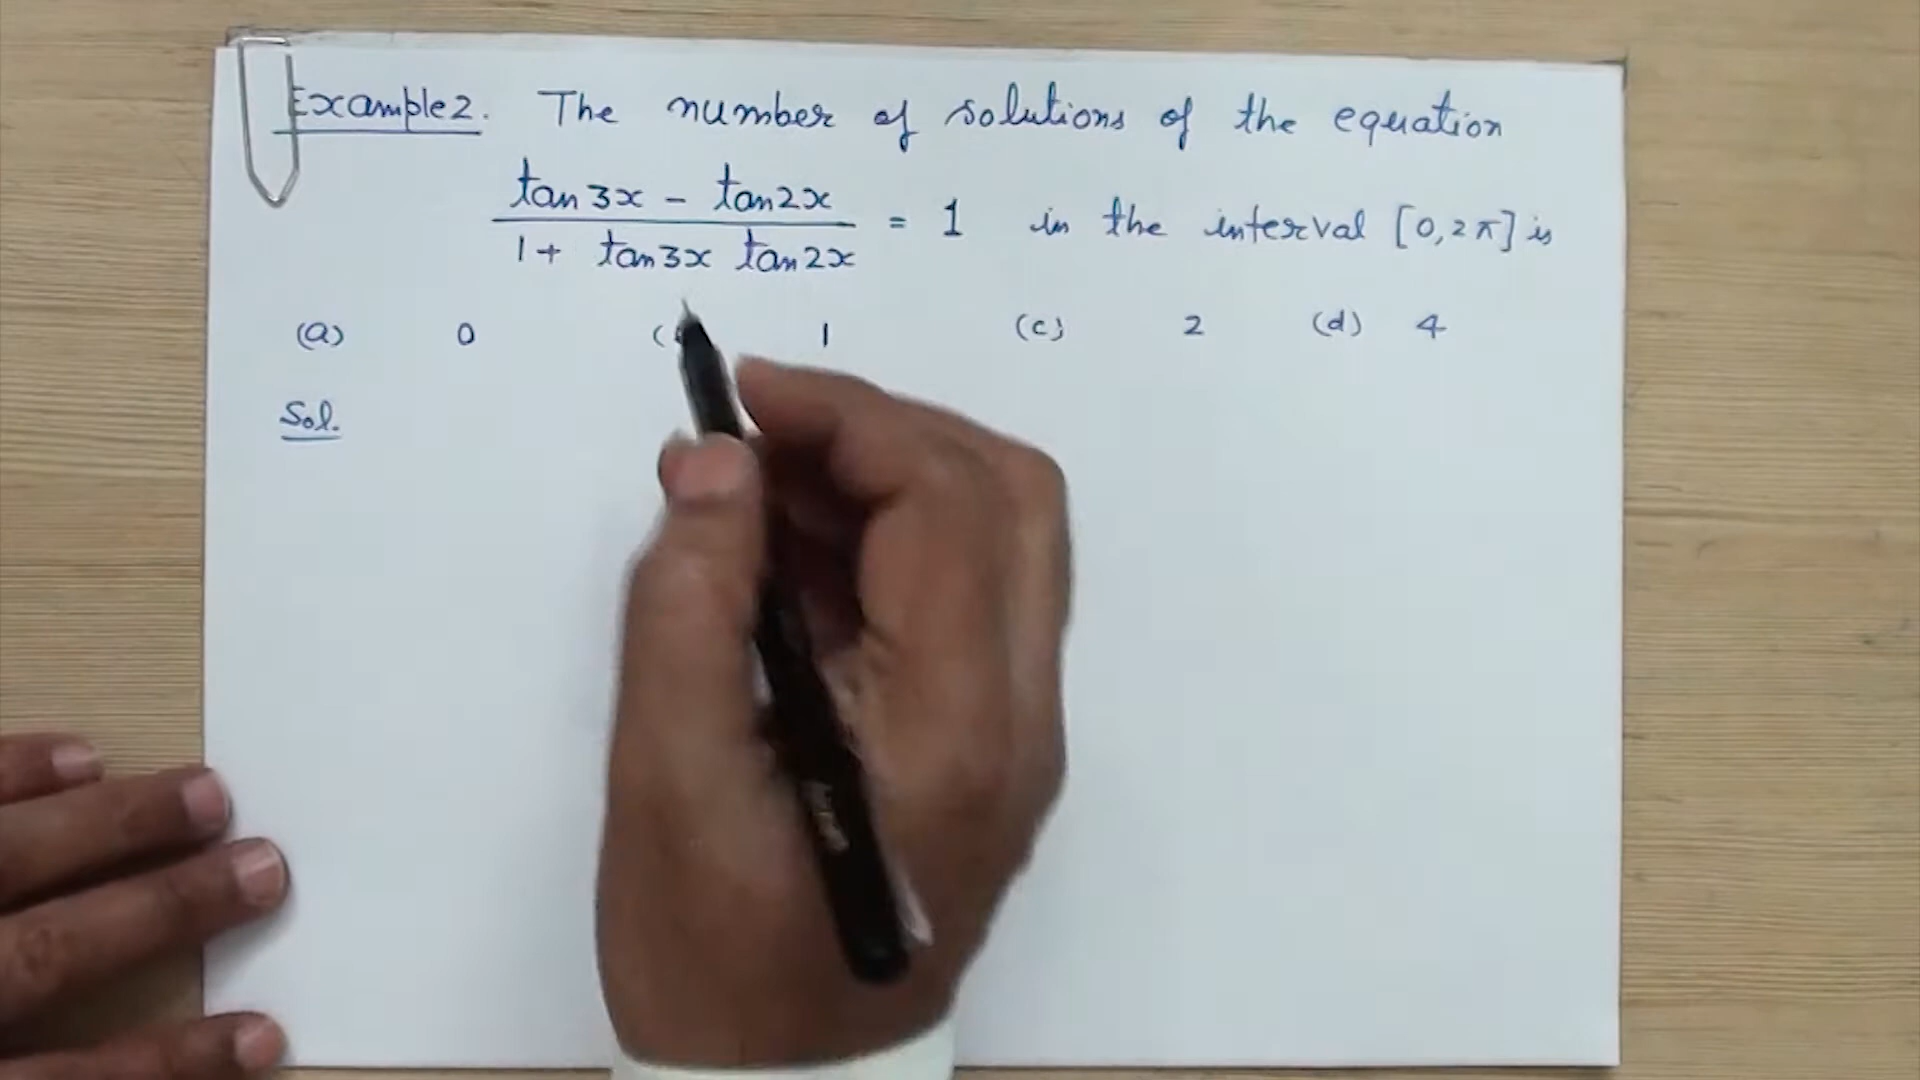 Example 2. The number of solutions of the equation
tan 3x - tan 2x / 1 + tan 3x tan 2x = 1 in the interval [0, 2π] is
(a) 0 ( 1 (c) 2 (d) 4
Sol.